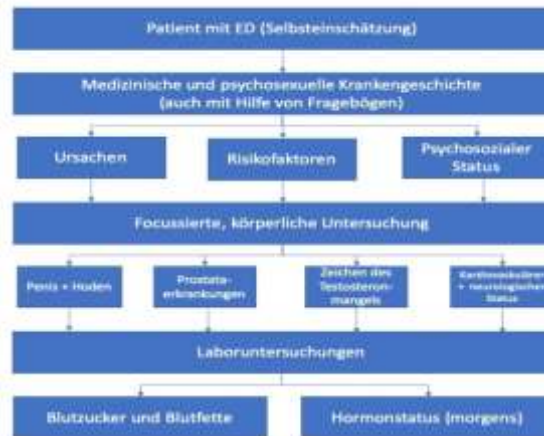 Patient mit ED (Selbsteinschätzung)
Medizinische und psychosexuelle Krankengeschichte
(auch mit Hilfe von Fragebögen)
Ursachen
Risikofaktoren
Psychosozialer
Status
Focussierte, körperliche Untersuchung
Penis + Hoden
Prostata-
erkrankungen
Zeichen des
Testosteron-
mangels
Kardiovaskulärer
+ neurologischer
Status
Laboruntersuchungen
Blutzucker und Blutfette
Hormonstatus (morgens)